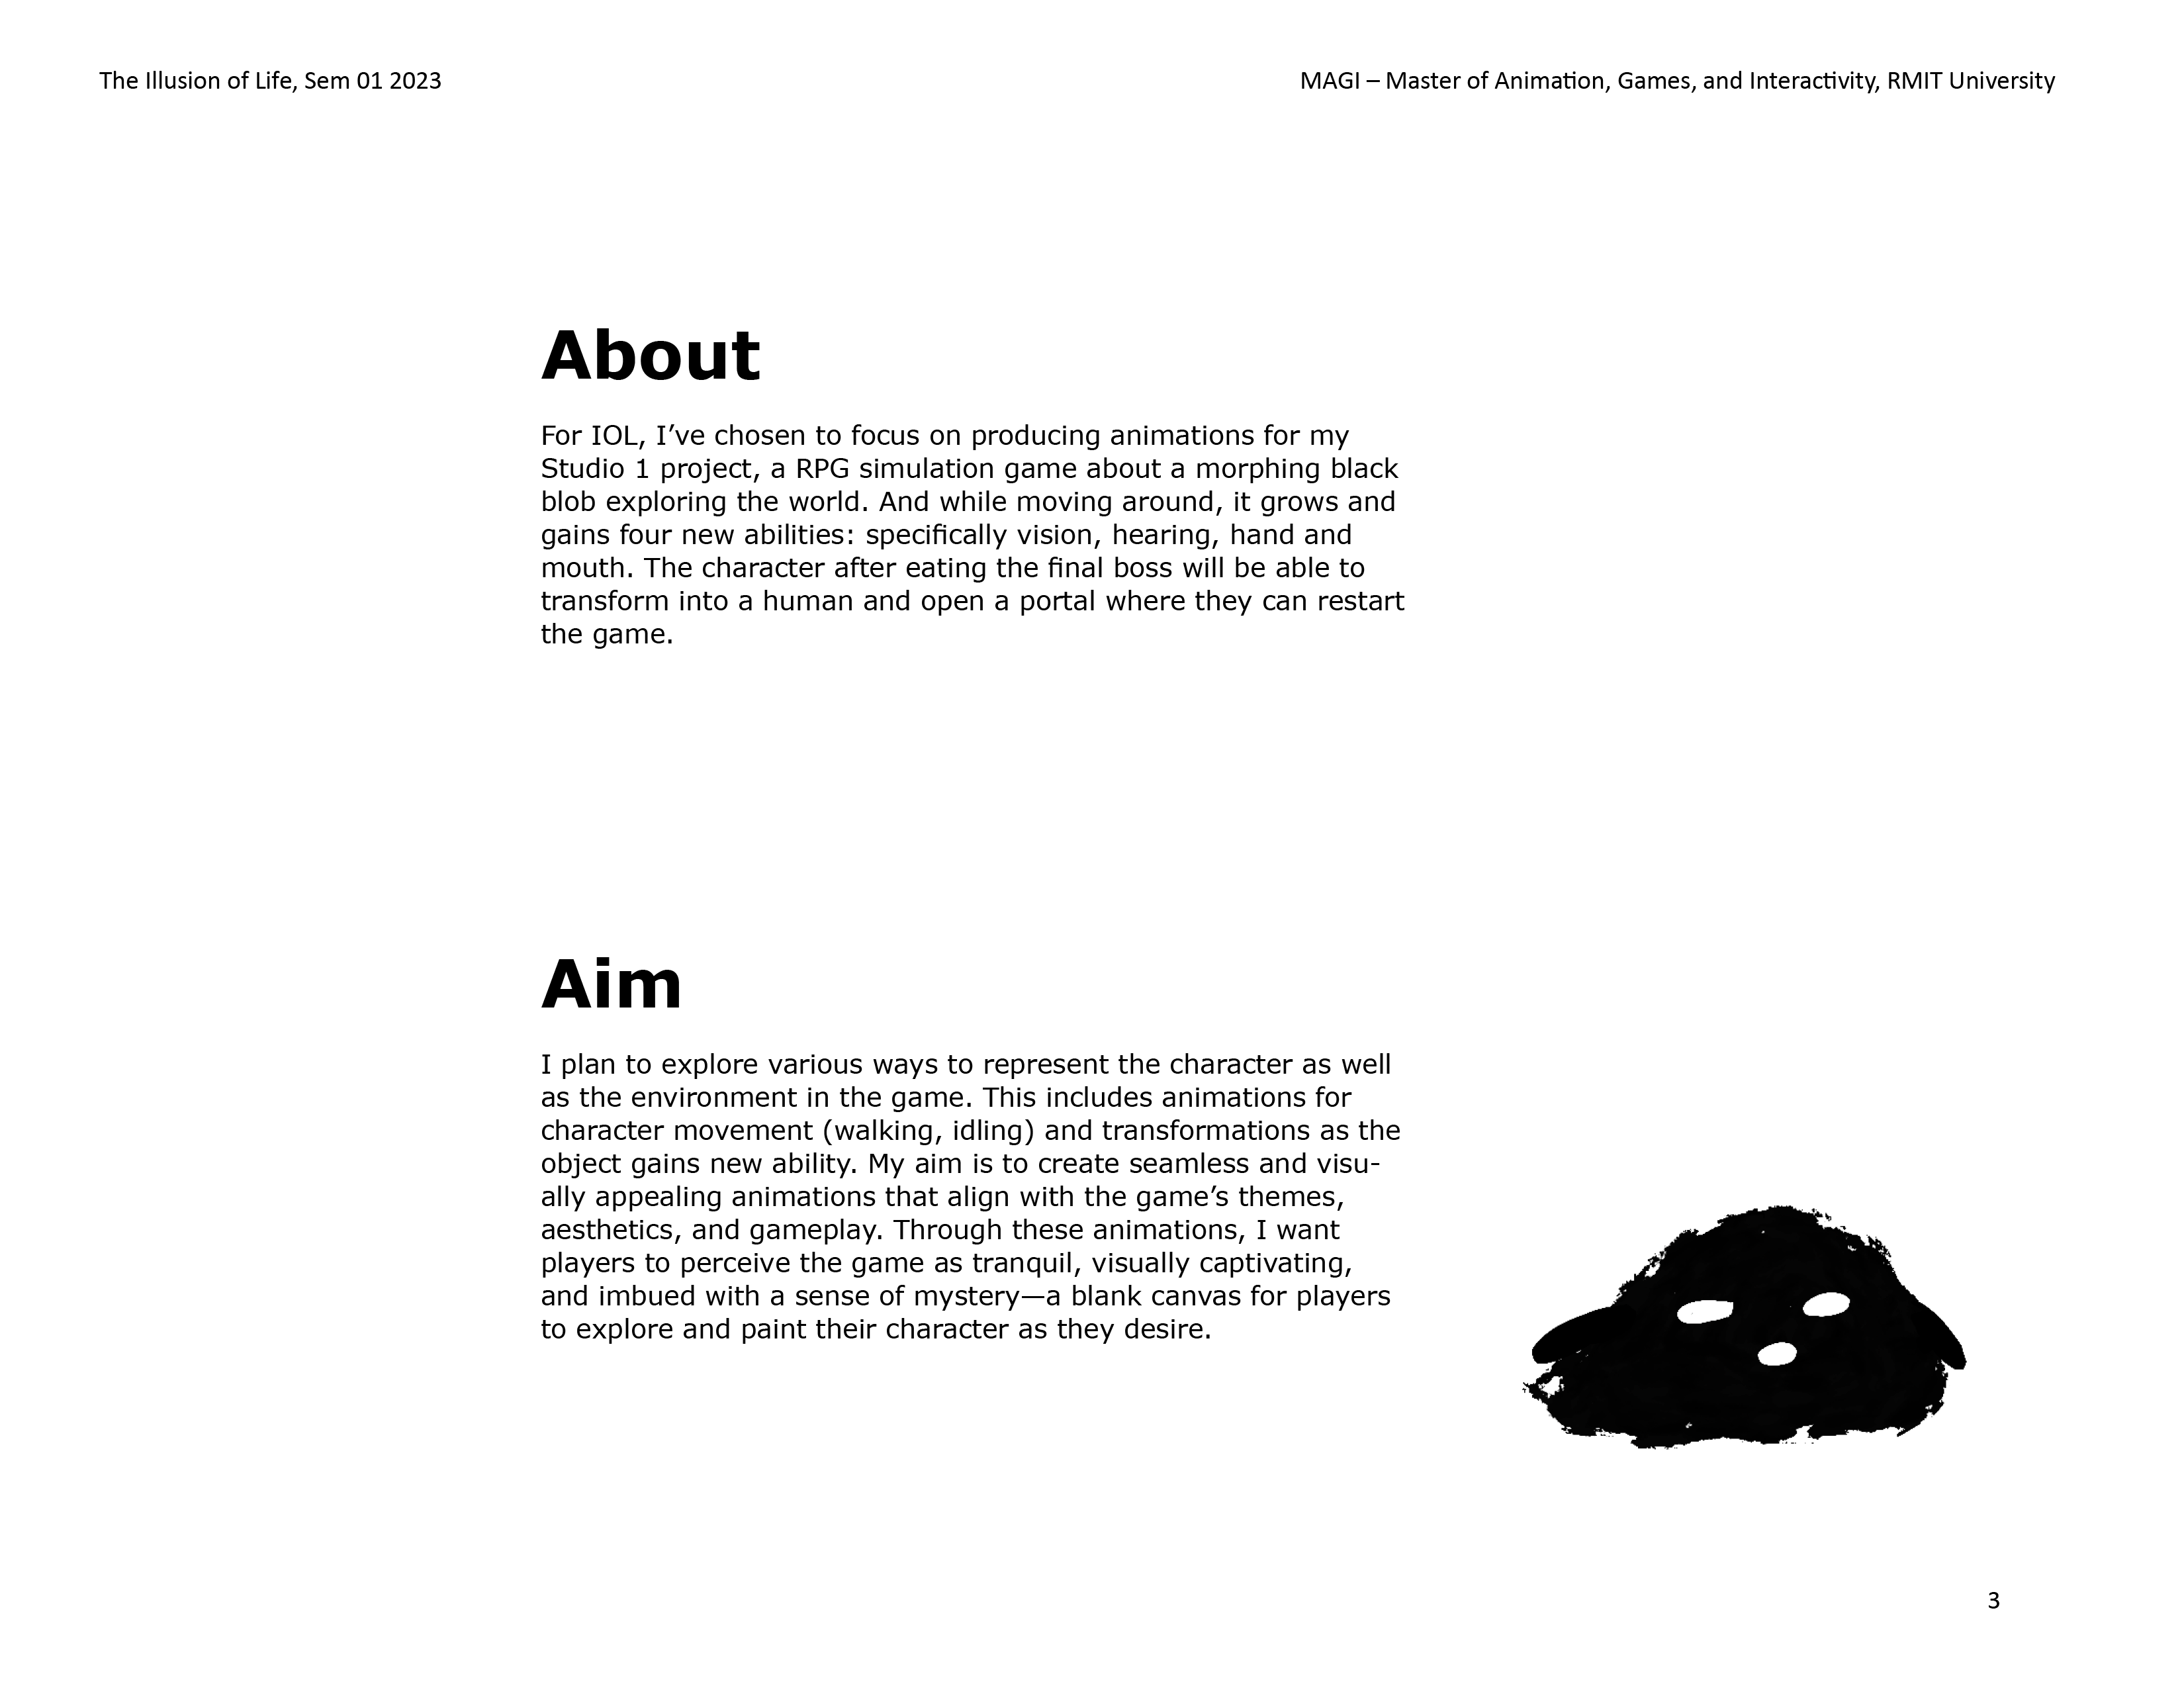 The Illusion of Life, Sem 01 2023
MAGI – Master of Animation, Games, and Interactivity, RMIT University
About
For IOL, I’ve chosen to focus on producing animations for my
Studio 1 project, a RPG simulation game about a morphing black
blob exploring the world. And while moving around, it grows and
gains four new abilities: specifically vision, hearing, hand and
mouth. The character after eating the final boss will be able to
transform into a human and open a portal where they can restart
the game.
Aim
I plan to explore various ways to represent the character as well
as the environment in the game. This includes animations for
character movement (walking, idling) and transformations as the
object gains new ability. My aim is to create seamless and visu-
ally appealing animations that align with the game’s themes,
aesthetics, and gameplay. Through these animations, I want
players to perceive the game as tranquil, visually captivating,
and imbued with a sense of mystery—a blank canvas for players
to explore and paint their character as they desire.
3